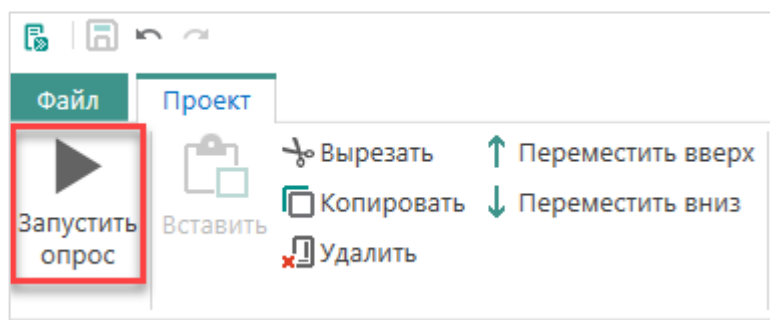 Файл Проект
Запустить
опрос
Вставить
Вырезать
Копировать
Удалить
Переместить вверх
Переместить вниз